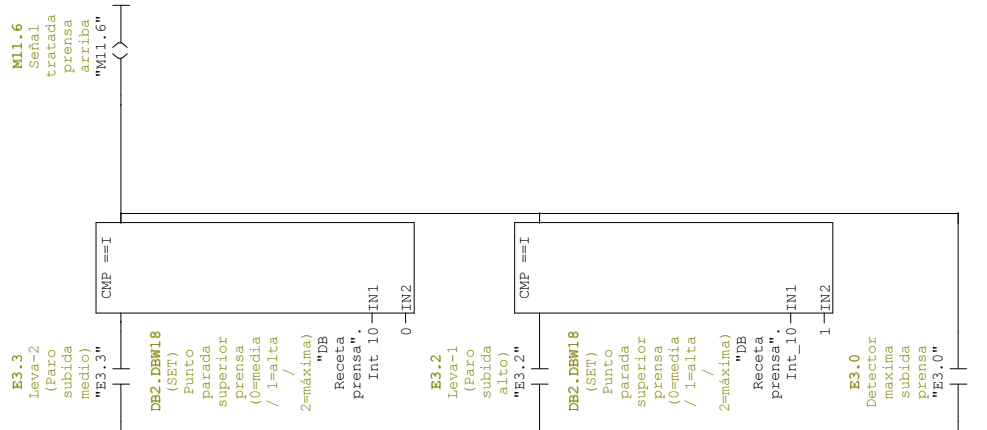 M11.6
Señal
tratada
prensa
arriba
"M11.6"
CMP ==I
IN1
IN2
E3.3
Leva-2
(Paro
subida
medio)
"E3.3"
DB2.DBW18
(SET)
Punto
parada
superior
prensa
(0=media
/ 1=alta
/
2=máxima)
"DB
Receta
prensa".
Int_10
0
CMP ==I
IN1
IN2
E3.2
Leva-1
(Paro
subida
alto)
"E3.2"
DB2.DBW18
(SET)
Punto
parada
superior
prensa
(0=media
/ 1=alta
/
2=máxima)
"DB
Receta
prensa".
Int_10
1
E3.0
Detector
maxima
subida
prensa
"E3.0"